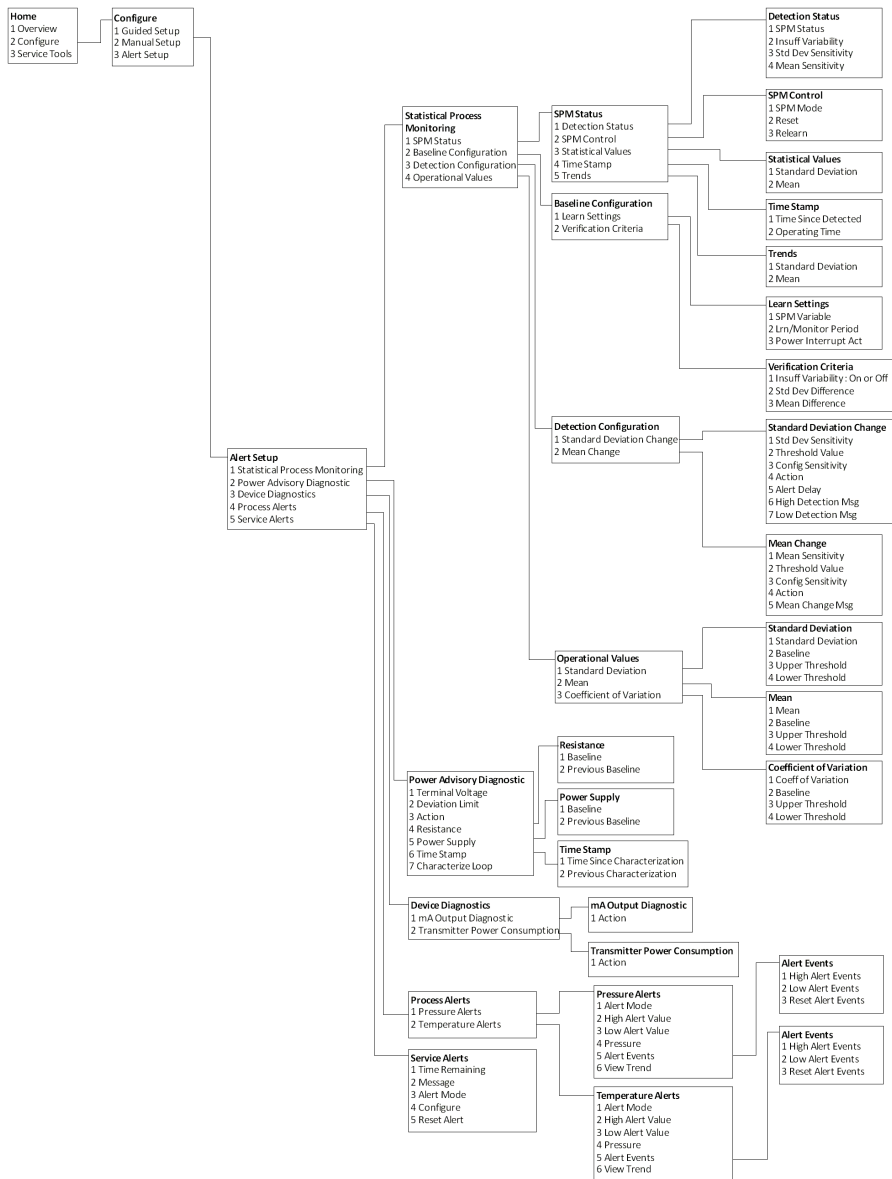 Home
1 Overview
2 Configure
3 Service Tools
Configure
1 Guided Setup
2 Manual Setup
3 Alert Setup
Alert Setup
1 Statistical Process Monitoring
2 Power Advisory Diagnostic
3 Device Diagnostics
4 Process Alerts
5 Service Alerts
Statistical Process
Monitoring
1 SPM Status
2 Baseline Configuration
3 Detection Configuration
4 Operational Values
SPM Status
1 Detection Status
2 SPM Control
3 Statistical Values
4 Time Stamp
5 Trends
Detection Status
1 SPM Status
2 Insuff Variability
3 Std Dev Sensitivity
4 Mean Sensitivity
SPM Control
1 SPM Mode
2 Reset
3 Relearn
Statistical Values
1 Standard Deviation
2 Mean
Time Stamp
1 Time Since Detected
2 Operating Time
Trends
1 Standard Deviation
2 Mean
Baseline Configuration
1 Learn Settings
2 Verification Criteria
Learn Settings
1 SPM Variable
2 Lrn/Monitor Period
3 Power Interrupt Act
Verification Criteria
1 Insuff Variability : On or Off
2 Std Dev Difference
3 Mean Difference
Detection Configuration
1 Standard Deviation Change
2 Mean Change
Standard Deviation Change
1 Std Dev Sensitivity
2 Threshold Value
3 Config Sensitivity
4 Action
5 Alert Delay
6 High Detection Msg
7 Low Detection Msg
Mean Change
1 Mean Sensitivity
2 Threshold Value
3 Config Sensitivity
4 Action
5 Mean Change Msg
Operational Values
1 Standard Deviation
2 Mean
3 Coefficient of Variation
Standard Deviation
1 Standard Deviation
2 Baseline
3 Upper Threshold
4 Lower Threshold
Mean
1 Mean
2 Baseline
3 Upper Threshold
4 Lower Threshold
Coefficient of Variation
1 Coeff of Variation
2 Baseline
3 Upper Threshold
4 Lower Threshold
Power Advisory Diagnostic
1 Terminal Voltage
2 Deviation Limit
3 Action
4 Resistance
5 Power Supply
6 Time Stamp
7 Characterize Loop
Resistance
1 Baseline
2 Previous Baseline
Power Supply
1 Baseline
2 Previous Baseline
Time Stamp
1 Time Since Characterization
2 Previous Characterization
Device Diagnostics
1 mA Output Diagnostic
2 Transmitter Power Consumption
mA Output Diagnostic
1 Action
Transmitter Power Consumption
1 Action
Process Alerts
1 Pressure Alerts
2 Temperature Alerts
Pressure Alerts
1 Alert Mode
2 High Alert Value
3 Low Alert Value
4 Pressure
5 Alert Events
6 View Trend
Alert Events
1 High Alert Events
2 Low Alert Events
3 Reset Alert Events
Service Alerts
1 Time Remaining
2 Message
3 Alert Mode
4 Configure
5 Reset Alert
Temperature Alerts
1 Alert Mode
2 High Alert Value
3 Low Alert Value
4 Pressure
5 Alert Events
6 View Trend
Alert Events
1 High Alert Events
2 Low Alert Events
3 Reset Alert Events